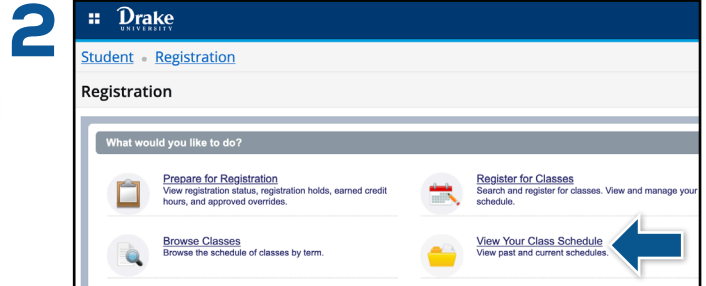 2
Drake
UNIVERSITY
Student • Registration
Registration
What would you like to do?
Prepare for Registration
View registration status, registration holds, earned credit
hours, and approved overrides.
Register for Classes
Search and register for classes. View and manage your
schedule.
Browse Classes
Browse the schedule of classes by term.
View Your Class Schedule
View past and current schedules.